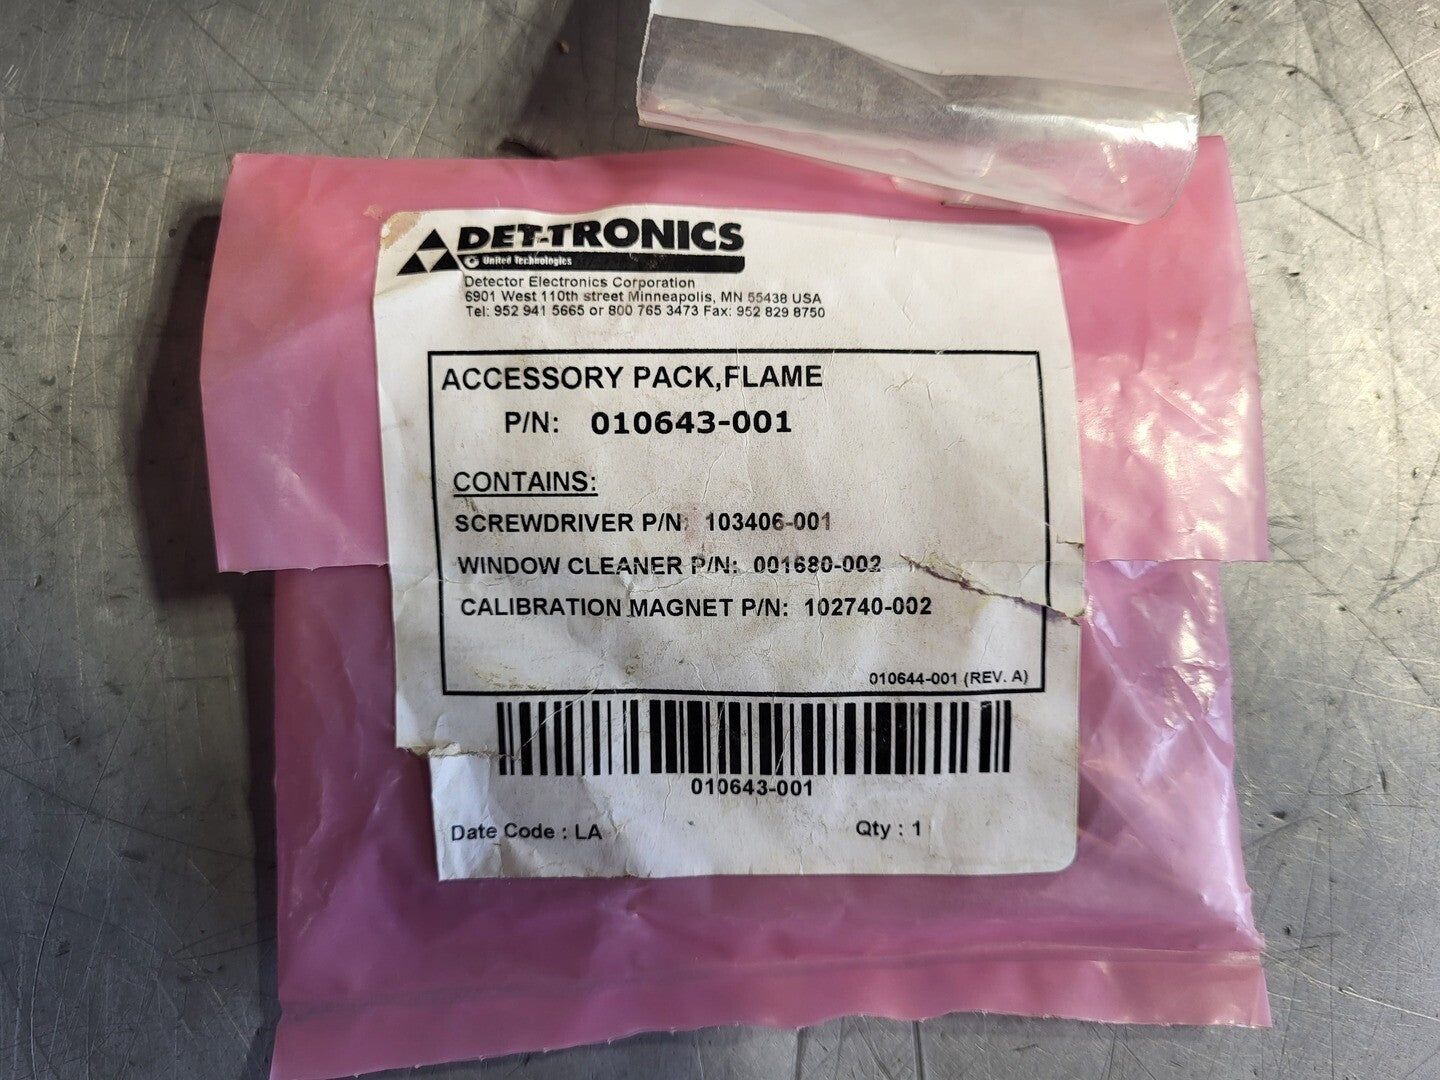 DET-TRONICS
United Technologies
Detector Electronics Corporation
6901 West 110th street Minneapolis, MN 55438 USA
Tel: 952 941 5665 or 800 765 3473 Fax: 952 829 8750
ACCESSORY PACK,FLAME
P/N: 010643-001
CONTAINS:
SCREWDRIVER P/N: 103406-001
WINDOW CLEANER P/N: 001680-002
CALIBRATION MAGNET P/N: 102740-002
010644-001 (REV. A)
010643-001
Date Code : LA Qty : 1